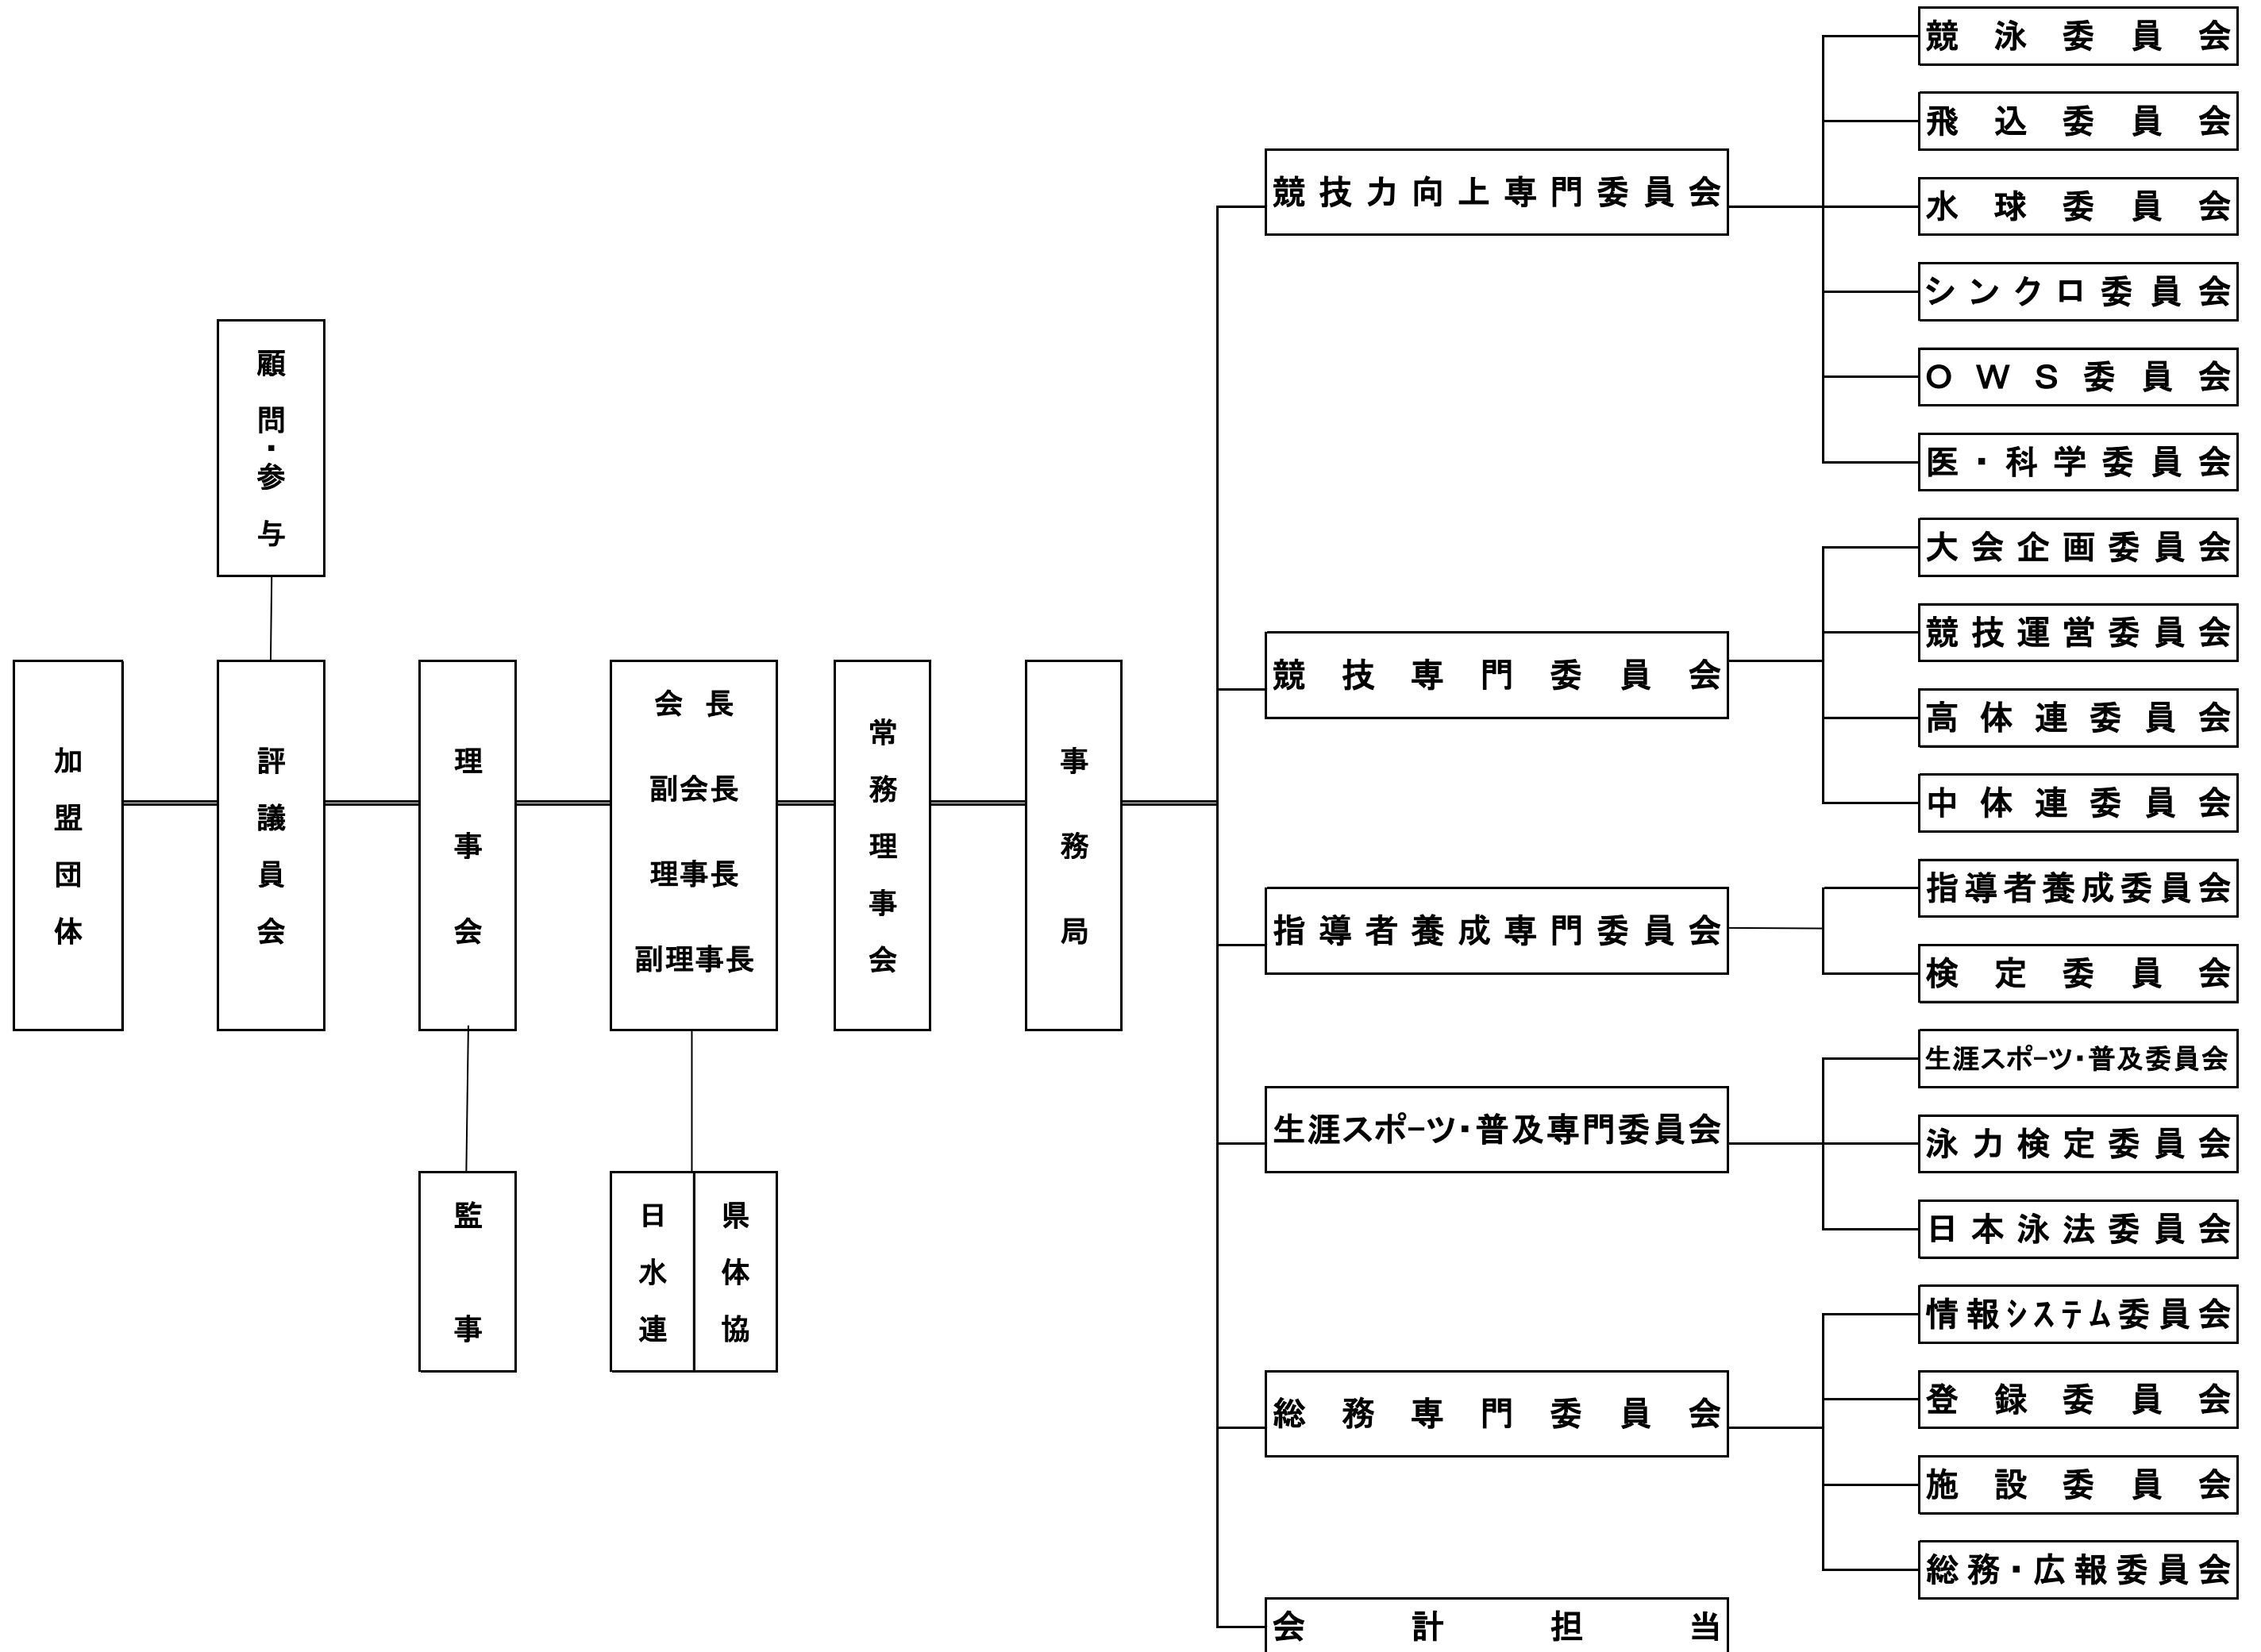 加盟団体
顧問・参与
評議員会
理事会
監事
会長
副会長
理事長
副理事長
日水連
県体協
常務理事会
事務局
競技力向上専門委員会
競泳委員会
飛込委員会
水球委員会
シンクロ委員会
ＯＷＳ委員会
医・科学委員会
競技専門委員会
大会企画委員会
競技運営委員会
高体連委員会
中体連委員会
指導者養成専門委員会
指導者養成委員会
検定委員会
生涯スポーツ・普及専門委員会
生涯スポーツ・普及委員会
泳力検定委員会
日本泳法委員会
総務専門委員会
情報システム委員会
登録委員会
施設委員会
総務・広報委員会
会計担当